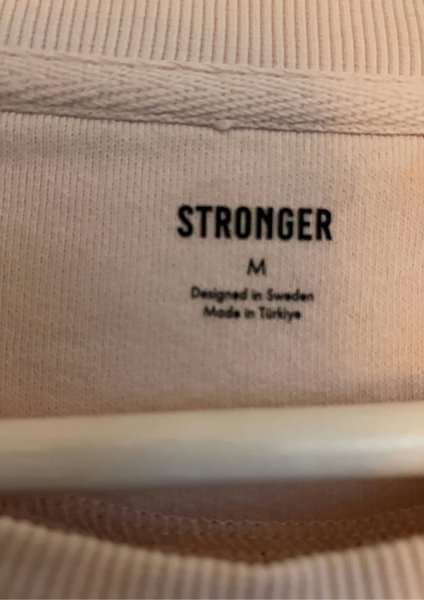 STRONGER
M
Designed in Sweden
Made in Türkiye